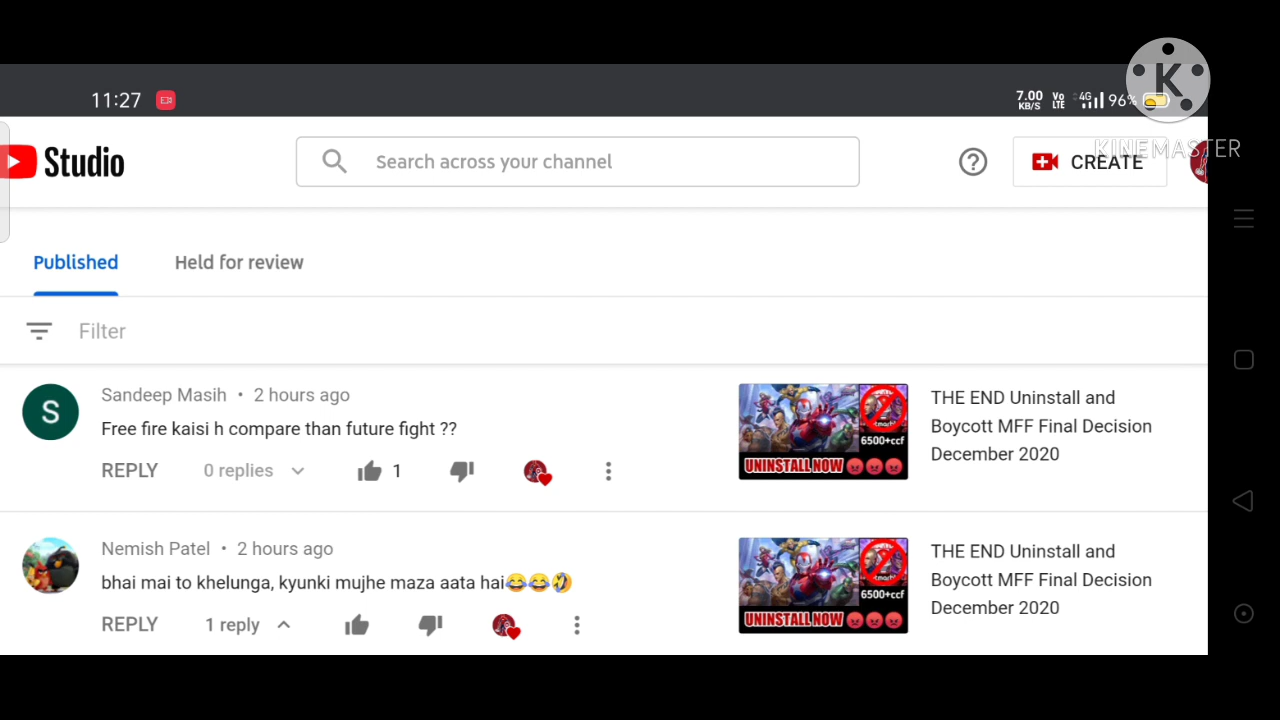 11:27
7.00 KB/S Vo LTE 4G 96%
K
KINEMASTER
Studio
Search across your channel
CREATE
Published
Held for review
Filter
S
Sandeep Masih • 2 hours ago
Free fire kaisi h compare than future fight ??
REPLY
0 replies
1
6500+ccf
UNINSTALL NOW
THE END Uninstall and
Boycott MFF Final Decision
December 2020
Nemish Patel • 2 hours ago
bhai mai to khelunga, kyunki mujhe maza aata hai😂😂🤣
REPLY
1 reply
6500+ccf
UNINSTALL NOW
THE END Uninstall and
Boycott MFF Final Decision
December 2020